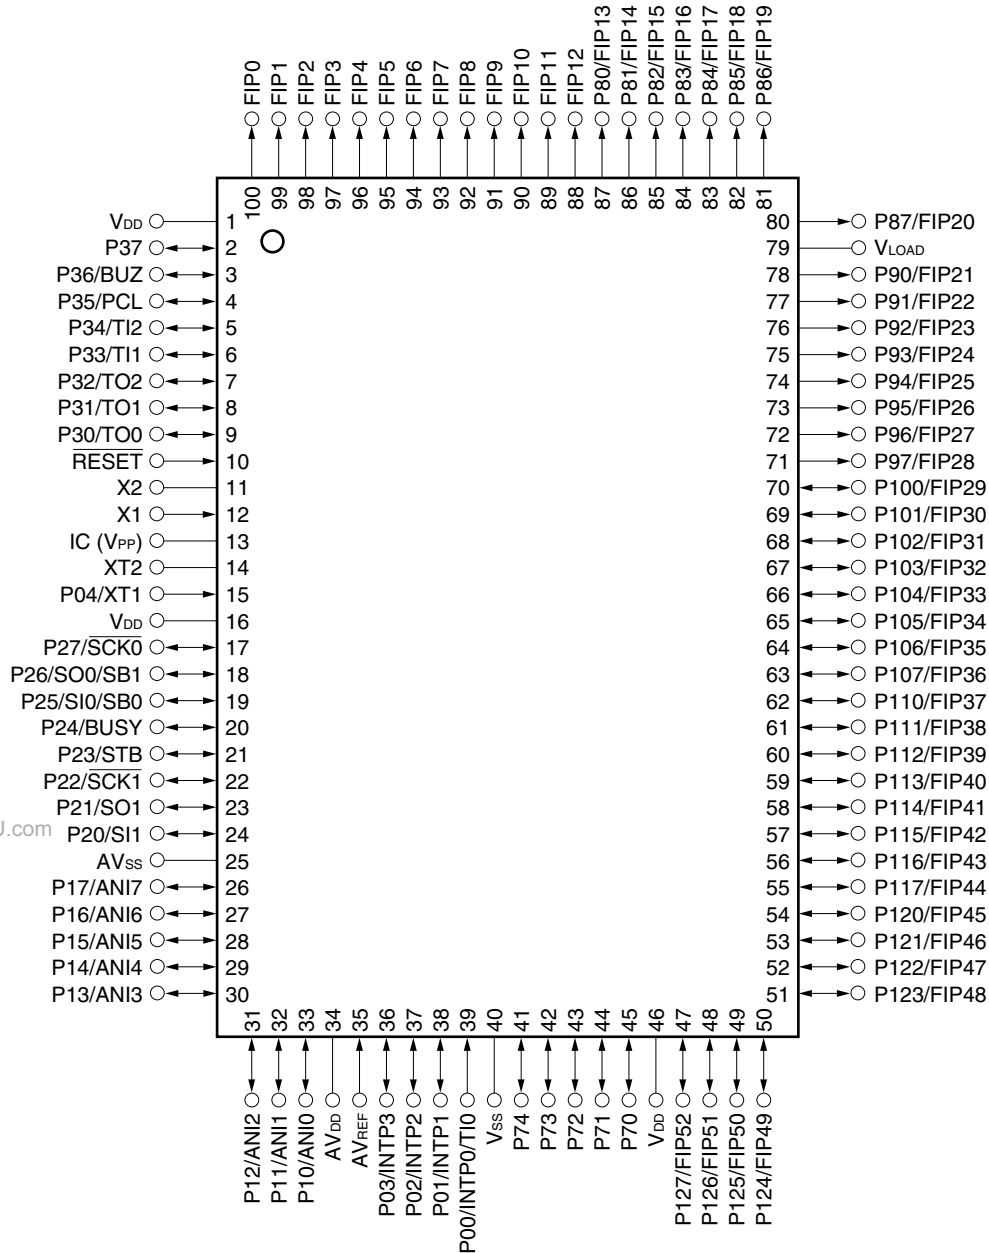 FIP0
FIP1
FIP2
FIP3
FIP4
FIP5
FIP6
FIP7
FIP8
FIP9
FIP10
FIP11
FIP12
P80/FIP13
P81/FIP14
P82/FIP15
P83/FIP16
P84/FIP17
P85/FIP18
P86/FIP19
100 99 98 97 96 95 94 93 92 91 90 89 88 87 86 85 84 83 82 81
VDD 1 80 P87/FIP20
P37 2 79 VLOAD
P36/BUZ 3 78 P90/FIP21
P35/PCL 4 77 P91/FIP22
P34/TI2 5 76 P92/FIP23
P33/TI1 6 75 P93/FIP24
P32/TO2 7 74 P94/FIP25
P31/TO1 8 73 P95/FIP26
P30/TO0 9 72 P96/FIP27
RESET 10 71 P97/FIP28
X2 11 70 P100/FIP29
X1 12 69 P101/FIP30
IC (VPP) 13 68 P102/FIP31
XT2 14 67 P103/FIP32
P04/XT1 15 66 P104/FIP33
VDD 16 65 P105/FIP34
P27/SCK0 17 64 P106/FIP35
P26/SO0/SB1 18 63 P107/FIP36
P25/SI0/SB0 19 62 P110/FIP37
P24/BUSY 20 61 P111/FIP38
P23/STB 21 60 P112/FIP39
P22/SCK1 22 59 P113/FIP40
P21/SO1 23 58 P114/FIP41
J.com P20/SI1 24 57 P115/FIP42
AVSS 25 56 P116/FIP43
P17/ANI7 26 55 P117/FIP44
P16/ANI6 27 54 P120/FIP45
P15/ANI5 28 53 P121/FIP46
P14/ANI4 29 52 P122/FIP47
P13/ANI3 30 51 P123/FIP48
31 32 33 34 35 36 37 38 39 40 41 42 43 44 45 46 47 48 49 50
P12/ANI2
P11/ANI1
P10/ANI0
AVDD
AVREF
P03/INTP3
P02/INTP2
P01/INTP1
P00/INTP0/TI0
VSS
P74
P73
P72
P71
P70
VDD
P127/FIP52
P126/FIP51
P125/FIP50
P124/FIP49